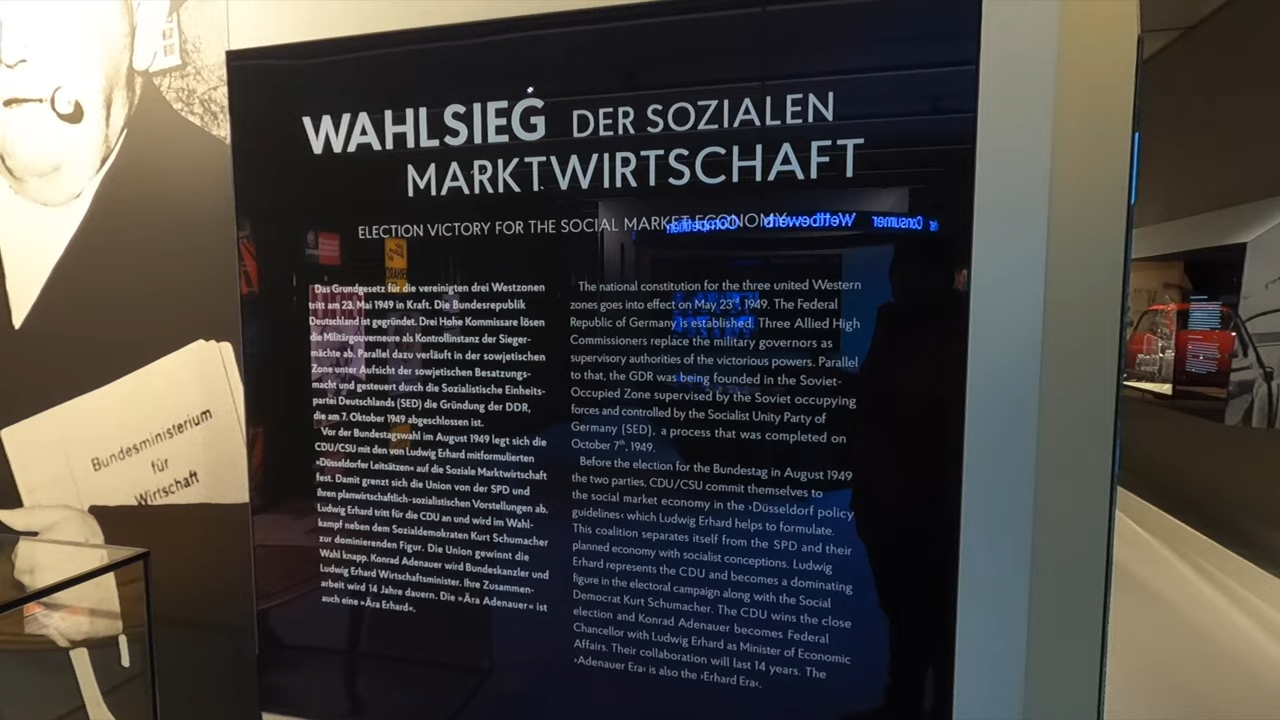 WAHLSIEG DER SOZIALEN
MARKTWIRTSCHAFT
ELECTION VICTORY FOR THE SOCIAL MARKET ECONOMY
Das Grundgesetz für die vereinigten drei Westzonen
tritt am 23. Mai 1949 in Kraft. Die Bundesrepublik
Deutschland ist gegründet. Drei Hohe Kommissare lösen
die Militärgouverneure als Kontrollinstanz der Sieger-
mächte ab. Parallel dazu verläuft in der sowjetischen
Zone unter Aufsicht der sowjetischen Besatzungs-
macht und gesteuert durch die Sozialistische Einheits-
partei Deutschlands (SED) die Gründung der DDR,
die am 7. Oktober 1949 abgeschlossen ist.
Vor der Bundestagswahl im August 1949 legt sich die
CDU/CSU mit den von Ludwig Erhard mitformulierten
»Düsseldorfer Leitsätzen« auf die Soziale Marktwirtschaft
fest. Damit grenzt sich die Union von der SPD und
ihren planwirtschaftlich-sozialistischen Vorstellungen ab.
Ludwig Erhard tritt für die CDU an und wird im Wahl-
kampf neben dem Sozialdemokraten Kurt Schumacher
zur dominierenden Figur. Die Union gewinnt die
Wahl knapp. Konrad Adenauer wird Bundeskanzler und
Ludwig Erhard Wirtschaftsminister. Ihre Zusammen-
arbeit wird 14 Jahre dauern. Die »Ära Adenauer« ist
auch eine »Ära Erhard«.
The national constitution for the three united Western
zones goes into effect on May 23rd, 1949. The Federal
Republic of Germany is established. Three Allied High
Commissioners replace the military governors as
supervisory authorities of the victorious powers. Parallel
to that, the GDR was being founded in the Soviet-
Occupied Zone supervised by the Soviet occupying
forces and controlled by the Socialist Unity Party of
Germany (SED), a process that was completed on
October 7th, 1949.
Before the election for the Bundestag in August 1949
the two parties, CDU/CSU commit themselves to
the social market economy in the ›Düsseldorf policy
guidelines‹ which Ludwig Erhard helps to formulate.
This coalition separates itself from the SPD and their
planned economy with socialist conceptions. Ludwig
Erhard represents the CDU and becomes a dominating
figure in the electoral campaign along with the Social
Democrat Kurt Schumacher. The CDU wins the close
election and Konrad Adenauer becomes Federal
Chancellor with Ludwig Erhard as Minister of Economic
Affairs. Their collaboration will last 14 years. The
›Adenauer Era‹ is also the ›Erhard Era‹.
Bundesministerium
für
Wirtschaft
Competition Wettbewerb Consumer